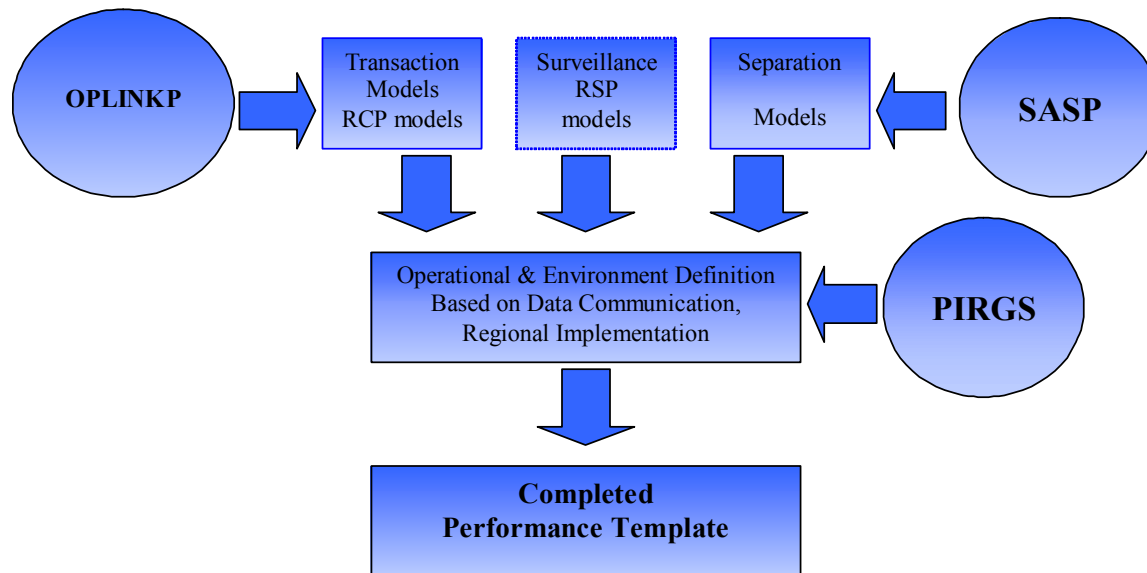 OPLINKP
Transaction
Models
RCP models
Surveillance
RSP
models
Separation
Models
SASP
Operational & Environment Definition
Based on Data Communication,
Regional Implementation
PIRGS
Completed
Performance Template